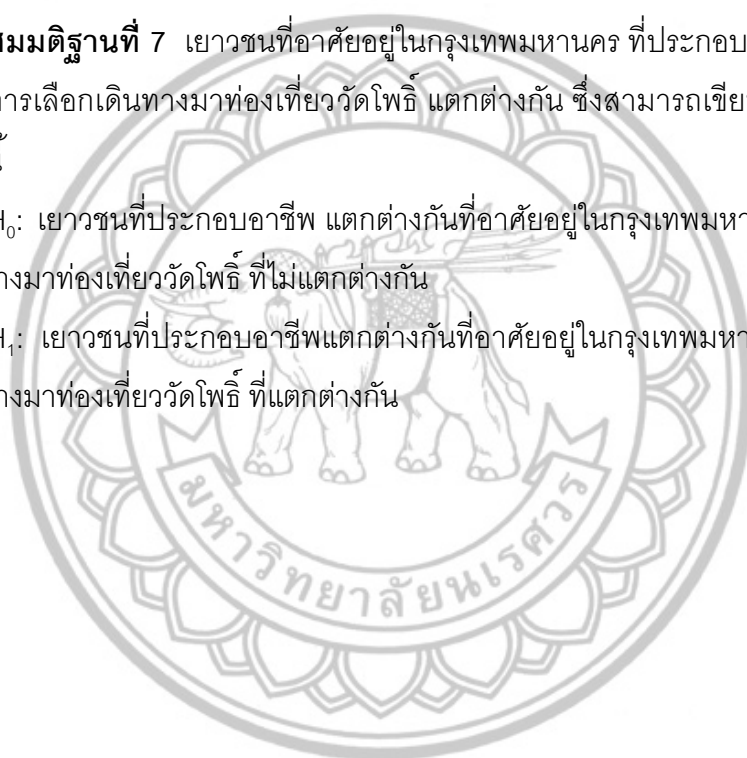 สมมติฐานที่ 7 เยาวชนที่อาศัยอยู่ในกรุงเทพมหานคร ที่ประกอบ
การเลือกเดินทางมาท่องเที่ยววัดโพธิ์ แตกต่างกัน ซึ่งสามารถเขีย
นี้
H₀: เยาวชนที่ประกอบอาชีพ แตกต่างกันที่อาศัยอยู่ในกรุงเทพมหา
างมาท่องเที่ยววัดโพธิ์ ที่ไม่แตกต่างกัน
H₁: เยาวชนที่ประกอบอาชีพแตกต่างกันที่อาศัยอยู่ในกรุงเทพมหา
างมาท่องเที่ยววัดโพธิ์ ที่แตกต่างกัน
มหาวิทยาลัยนเรศวร